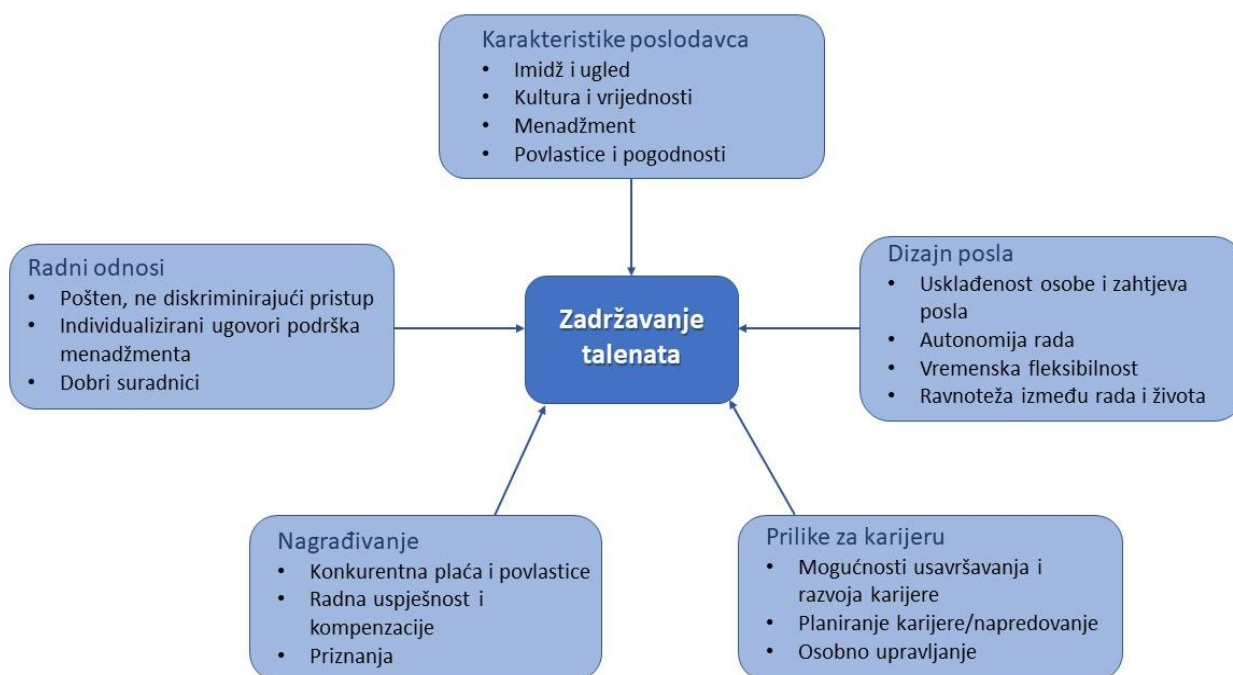 Karakteristike poslodavca
• Imidž i ugled
• Kultura i vrijednosti
• Menadžment
• Povlastice i pogodnosti
Radni odnosi
• Pošten, ne diskriminirajući pristup
• Individualizirani ugovori podrška
menadžmenta
• Dobri suradnici
Zadržavanje
talenata
Dizajn posla
• Usklađenost osobe i zahtjeva
posla
• Autonomija rada
• Vremenska fleksibilnost
• Ravnoteža između rada i života
Nagrađivanje
• Konkurentna plaća i povlastice
• Radna uspješnost i
kompenzacije
• Priznanja
Prilike za karijeru
• Mogućnosti usavršavanja i
razvoja karijere
• Planiranje karijere/napredovanje
• Osobno upravljanje